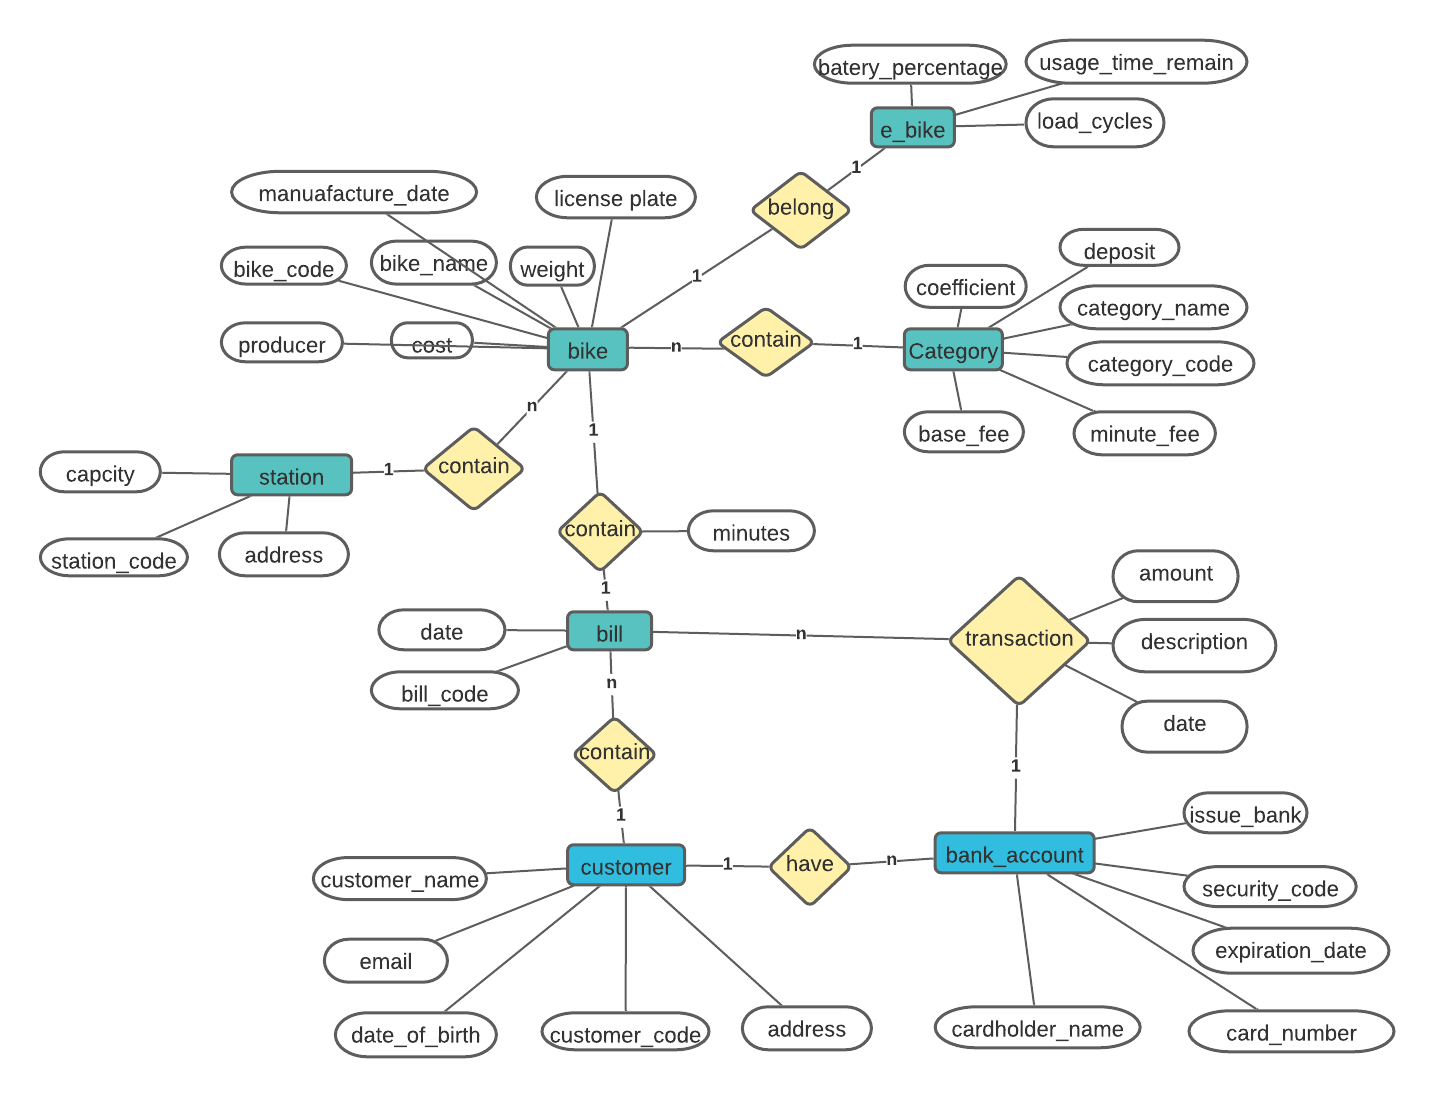 batery_percentage
usage_time_remain
load_cycles
e_bike
1
belong
1
manuafacture_date
license plate
bike_code
bike_name
weight
producer
cost
bike
n
contain
1
Category
coefficient
deposit
category_name
category_code
base_fee
minute_fee
n
contain
1
station
capcity
station_code
address
1
contain
minutes
1
bill
date
bill_code
n
transaction
amount
description
date
1
n
contain
1
customer
1
have
n
bank_account
issue_bank
security_code
expiration_date
card_number
cardholder_name
customer_name
email
date_of_birth
customer_code
address